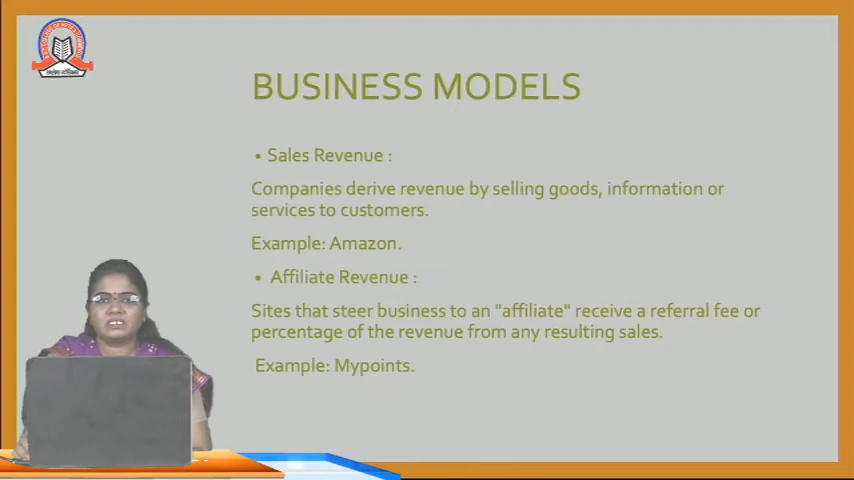 BUSINESS MODELS
• Sales Revenue :
Companies derive revenue by selling goods, information or
services to customers.
Example: Amazon.
• Affiliate Revenue :
Sites that steer business to an "affiliate" receive a referral fee or
percentage of the revenue from any resulting sales.
Example: Mypoints.